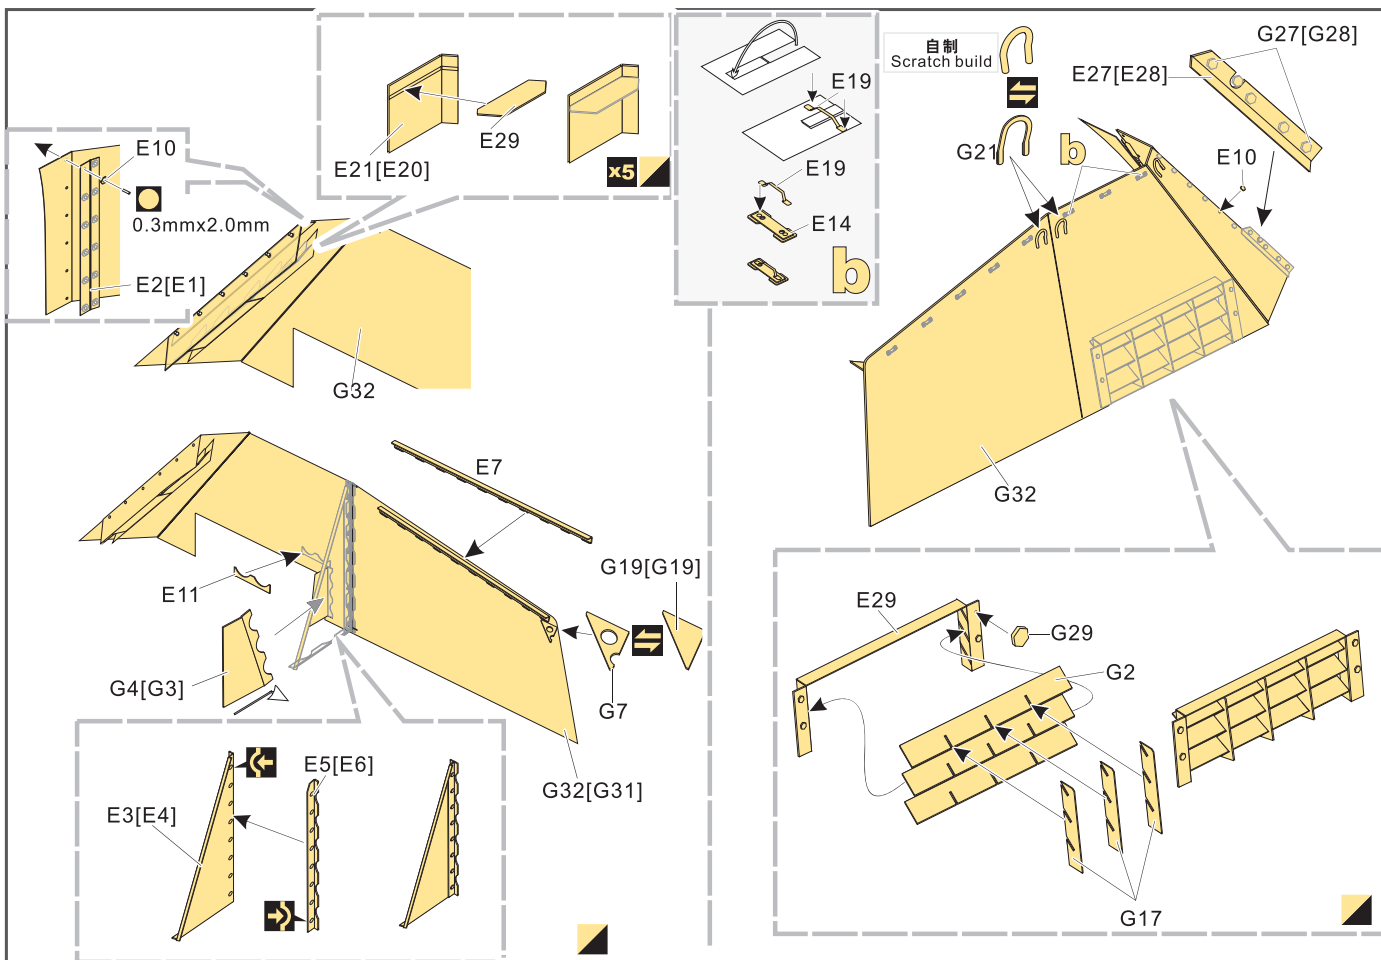 E10
0.3mmx2.0mm
E2[E1]
E29
E21[E20]
x5
G32
E19
E19
E14
b
自制
Scratch build
G21
b
G27[G28]
E27[E28]
E10
G32
E7
E11
G4[G3]
G19[G19]
G7
G32[G31]
E5[E6]
E3[E4]
E29
G29
G2
G17